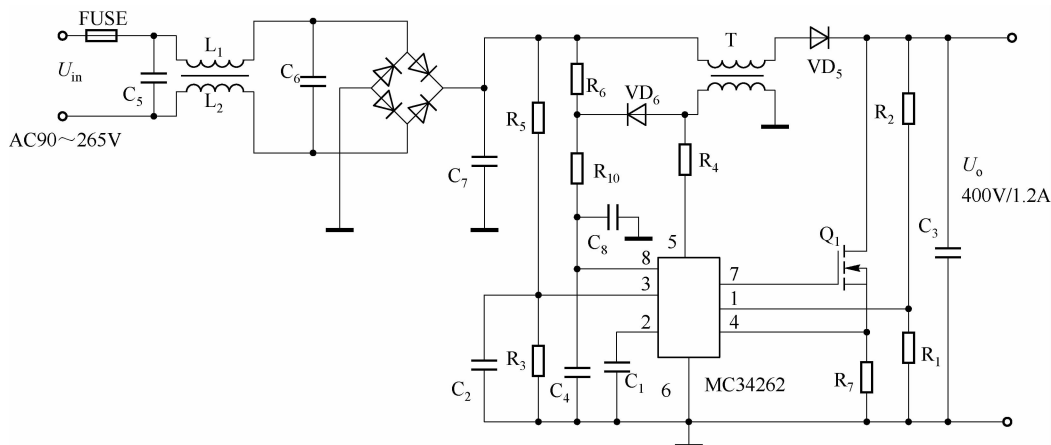 FUSE
U_in
AC90～265V
C5
L1
L2
C6
C7
R5
R6
VD6
T
VD5
R10
R4
C8
R2
Uo
400V/1.2A
C3
Q1
5
8
3
2
7
1
4
6
MC34262
C2
R3
C4
C1
R7
R1